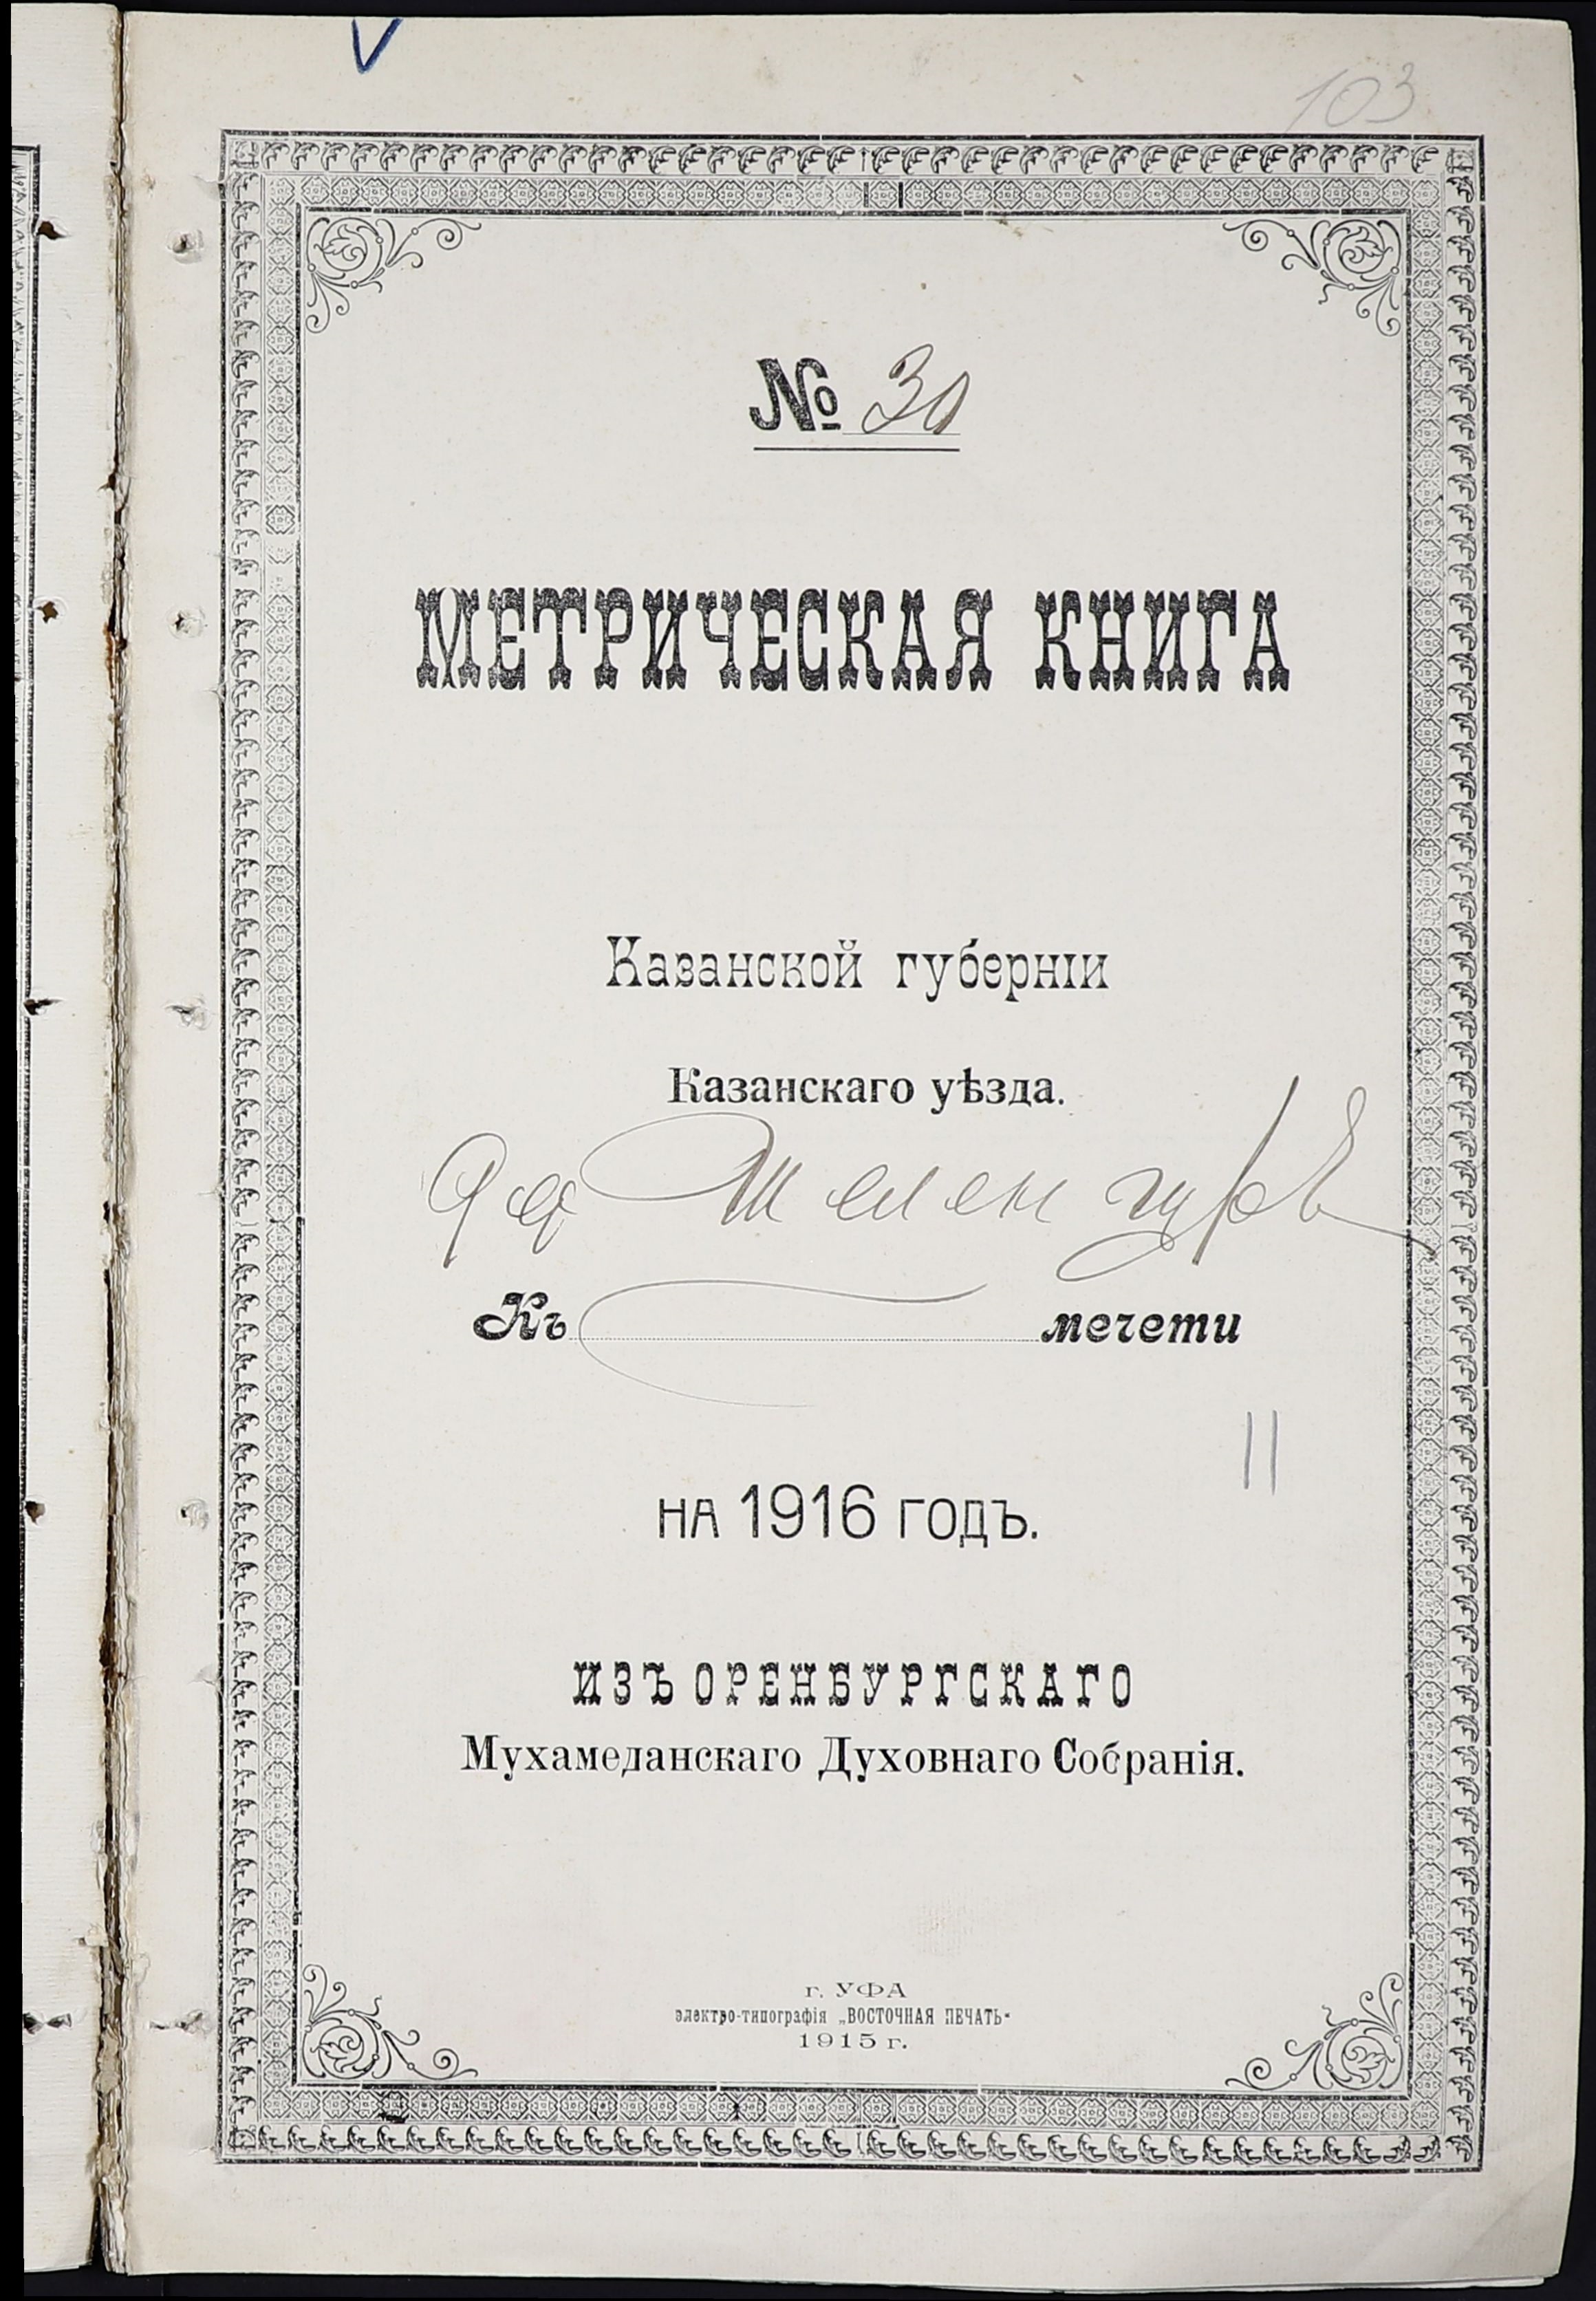 103
№ 30
МЕТРИЧЕСКАЯ КНИГА
Казанской губерніи
Казанскаго уѣзда.
Къ мечети
11
на 1916 годъ.
ИЗЪ ОРЕНБУРГСКАГО
Мухамеданскаго Духовнаго Собранія.
г. УФА
электро-типографія „ВОСТОЧНАЯ ПЕЧАТЬ“
1915 г.